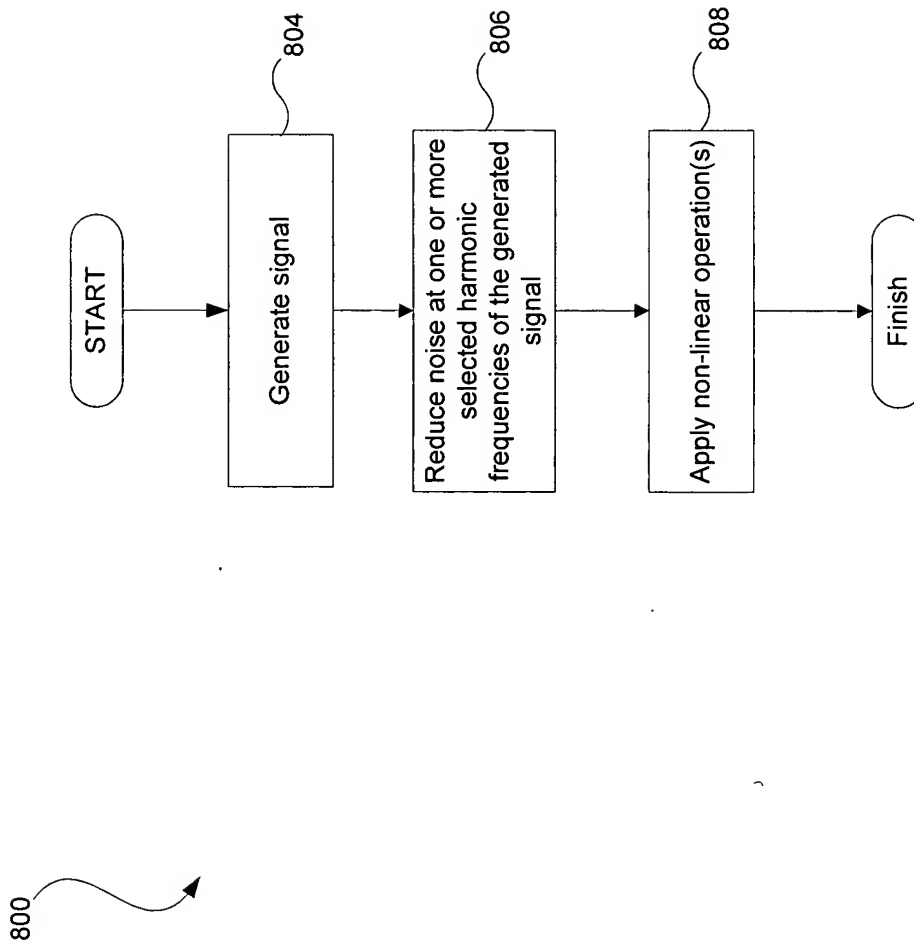 800
START
Generate signal
804
Reduce noise at one or more
selected harmonic
frequencies of the generated
signal
806
Apply non-linear operation(s)
808
Finish